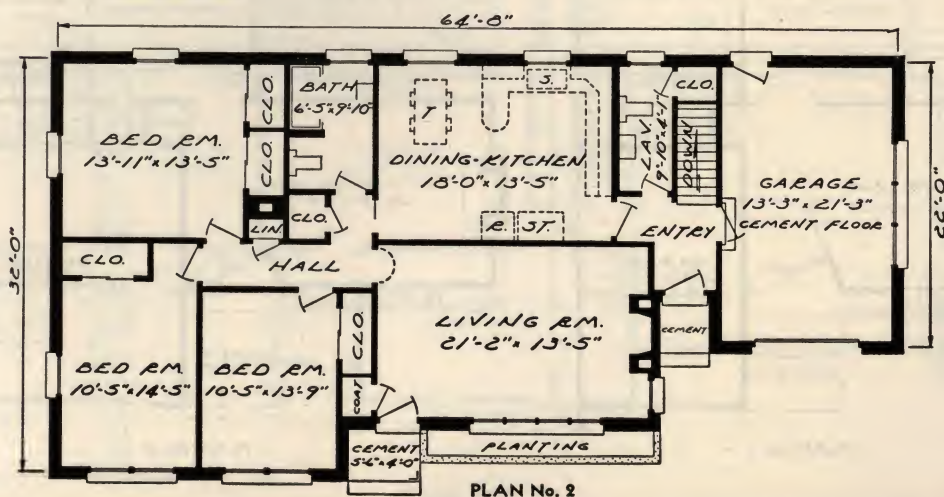 64'-8"
BATH
6'-5"x9'-10"
CLO.
CLO.
BED RM.
13'-11"x13'-5"
T
S.
DINING-KITCHEN
18'-0"x13'-5"
LAV.
9'-10"x4'-1"
CLO.
DOWN
GARAGE
13'-3"x21'-3"
CEMENT FLOOR
22'-0"
32'-0"
LIN.
CLO.
R.
ST.
ENTRY
CLO.
HALL
LIVING RM.
21'-2"x13'-5"
CEMENT
BED RM.
10'-5"x14'-5"
BED RM.
10'-5"x13'-9"
CLO.
COAT
CEMENT
5'-6"x4'-0"
PLANTING
PLAN No. 2